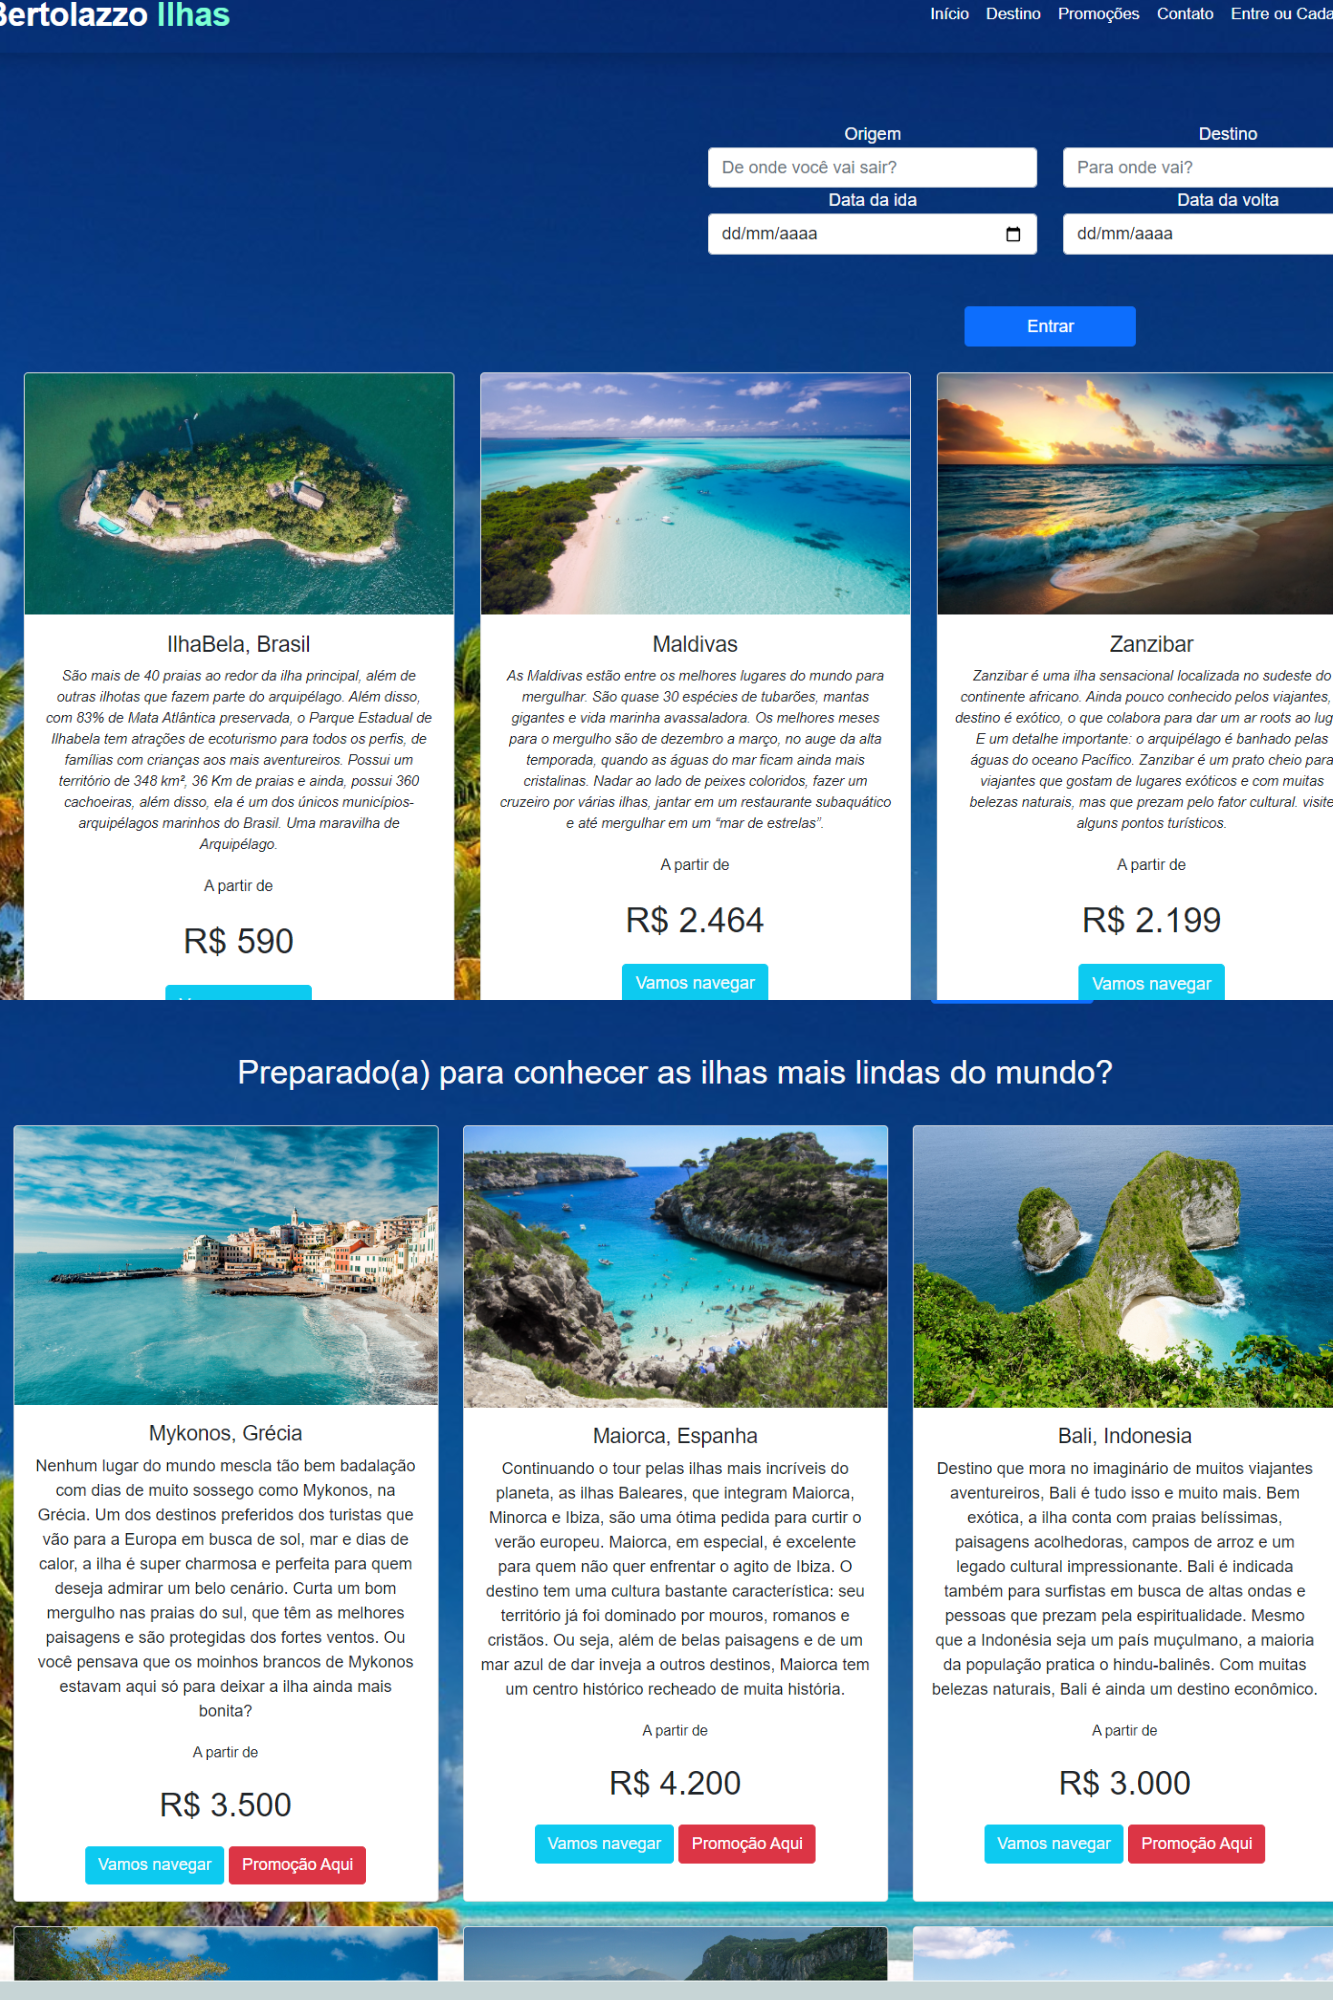 Bertolazzo Ilhas
Início Destino Promoções Contato Entre ou Cada
Origem
De onde você vai sair?
Destino
Para onde vai?
Data da ida
dd/mm/aaaa
Data da volta
dd/mm/aaaa
Entrar
IlhaBela, Brasil
São mais de 40 praias ao redor da ilha principal, além de
outras ilhotas que fazem parte do arquipélago. Além disso,
com 83% de Mata Atlântica preservada, o Parque Estadual de
Ilhabela tem atrações de ecoturismo para todos os perfis, de
famílias com crianças aos mais aventureiros. Possui um
território de 348 km², 36 Km de praias e ainda, possui 360
cachoeiras, além disso, ela é um dos únicos municípios-
arquipélagos marinhos do Brasil. Uma maravilha de
Arquipélago.
A partir de
R$ 590
Maldivas
As Maldivas estão entre os melhores lugares do mundo para
mergulhar. São quase 30 espécies de tubarões, mantas
gigantes e vida marinha avassaladora. Os melhores meses
para o mergulho são de dezembro a março, no auge da alta
temporada, quando as águas do mar ficam ainda mais
cristalinas. Nadar ao lado de peixes coloridos, fazer um
cruzeiro por várias ilhas, jantar em um restaurante subaquático
e até mergulhar em um “mar de estrelas”.
A partir de
R$ 2.464
Vamos navegar
Zanzibar
Zanzibar é uma ilha sensacional localizada no sudeste do
continente africano. Ainda pouco conhecido pelos viajantes,
destino é exótico, o que colabora para dar um ar roots ao lug
E um detalhe importante: o arquipélago é banhado pelas
águas do oceano Pacífico. Zanzibar é um prato cheio para
viajantes que gostam de lugares exóticos e com muitas
belezas naturais, mas que prezam pelo fator cultural. visite
alguns pontos turísticos.
A partir de
R$ 2.199
Vamos navegar
Preparado(a) para conhecer as ilhas mais lindas do mundo?
Mykonos, Grécia
Nenhum lugar do mundo mescla tão bem badalação
com dias de muito sossego como Mykonos, na
Grécia. Um dos destinos preferidos dos turistas que
vão para a Europa em busca de sol, mar e dias de
calor, a ilha é super charmosa e perfeita para quem
deseja admirar um belo cenário. Curta um bom
mergulho nas praias do sul, que têm as melhores
paisagens e são protegidas dos fortes ventos. Ou
você pensava que os moinhos brancos de Mykonos
estavam aqui só para deixar a ilha ainda mais
bonita?
A partir de
R$ 3.500
Vamos navegar Promoção Aqui
Maiorca, Espanha
Continuando o tour pelas ilhas mais incríveis do
planeta, as ilhas Baleares, que integram Maiorca,
Minorca e Ibiza, são uma ótima pedida para curtir o
verão europeu. Maiorca, em especial, é excelente
para quem não quer enfrentar o agito de Ibiza. O
destino tem uma cultura bastante característica: seu
território já foi dominado por mouros, romanos e
cristãos. Ou seja, além de belas paisagens e de um
mar azul de dar inveja a outros destinos, Maiorca tem
um centro histórico recheado de muita história.
A partir de
R$ 4.200
Vamos navegar Promoção Aqui
Bali, Indonesia
Destino que mora no imaginário de muitos viajantes
aventureiros, Bali é tudo isso e muito mais. Bem
exótica, a ilha conta com praias belíssimas,
paisagens acolhedoras, campos de arroz e um
legado cultural impressionante. Bali é indicada
também para surfistas em busca de altas ondas e
pessoas que prezam pela espiritualidade. Mesmo
que a Indonésia seja um país muçulmano, a maioria
da população pratica o hindu-balinês. Com muitas
belezas naturais, Bali é ainda um destino econômico.
A partir de
R$ 3.000
Vamos navegar Promoção Aqui